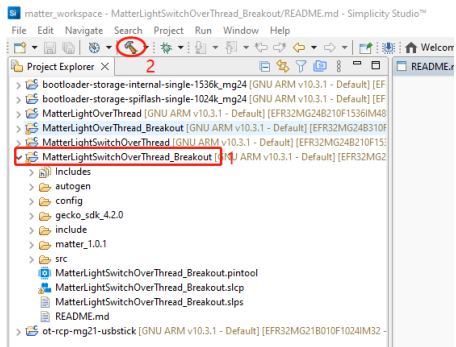 Si matter_workspace - MatterLightSwitchOverThread_Breakout/README.md - Simplicity Studio™
File Edit Navigate Search Project Run Window Help
Welcom
Project Explorer
2
README.r
bootloader-storage-internal-single-1536k_mg24 [GNU ARM v10.3.1 - Default] [EF
bootloader-storage-spiflash-single-1024k_mg24 [GNU ARM v10.3.1 - Default] [EF
MatterLightOverThread [GNU ARM v10.3.1 - Default] [EFR32MG24B210F1536IM48
MatterLightOverThread_Breakout [GNU ARM v10.3.1 - Default] [EFR32MG24B310F
MatterLightSwitchOverThread [GNU ARM v10.3.1 - Default] [EFR32MG24B210F153
MatterLightSwitchOverThread_Breakout [GNU ARM v10.3.1 - Default] [EFR32MG2
1
Includes
autogen
config
gecko_sdk_4.2.0
include
matter_1.0.1
src
MatterLightSwitchOverThread_Breakout.pintool
MatterLightSwitchOverThread_Breakout.slcp
MatterLightSwitchOverThread_Breakout.slps
README.md
ot-rcp-mg21-usbstick [GNU ARM v10.3.1 - Default] [EFR32MG21B010F1024IM32 -